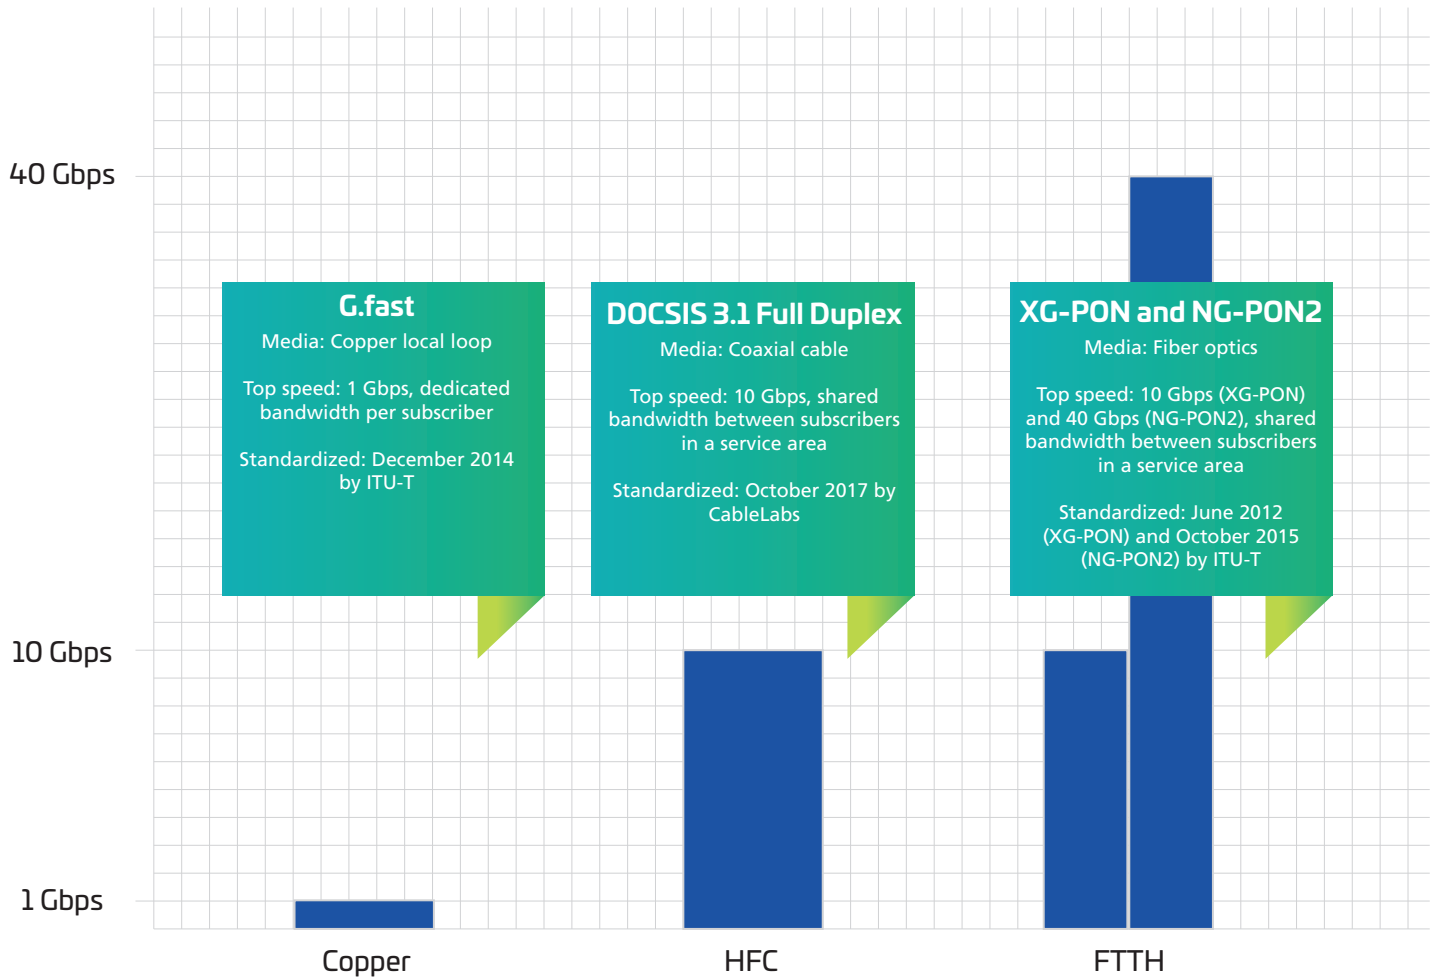 40 Gbps
10 Gbps
1 Gbps
G.fast
Media: Copper local loop
Top speed: 1 Gbps, dedicated
bandwidth per subscriber
Standardized: December 2014
by ITU-T
DOCSIS 3.1 Full Duplex
Media: Coaxial cable
Top speed: 10 Gbps, shared
bandwidth between subscribers
in a service area
Standardized: October 2017 by
CableLabs
XG-PON and NG-PON2
Media: Fiber optics
Top speed: 10 Gbps (XG-PON)
and 40 Gbps (NG-PON2), shared
bandwidth between subscribers
in a service area
Standardized: June 2012
(XG-PON) and October 2015
(NG-PON2) by ITU-T
Copper
HFC
FTTH